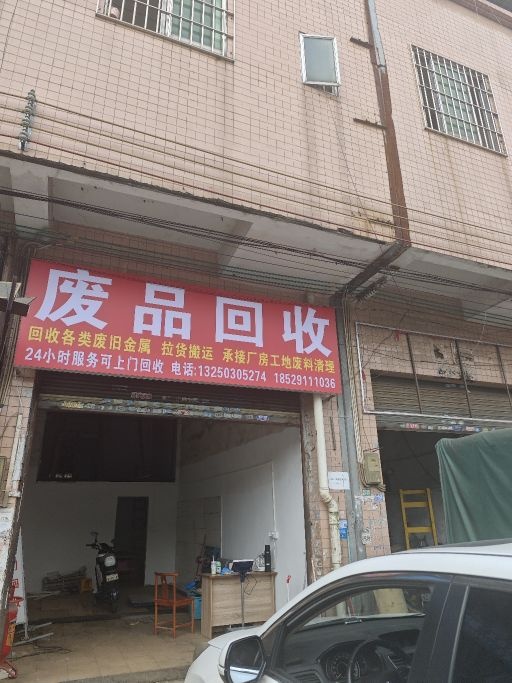 废品回收
回收各类废旧金属 拉货搬运 承接厂房工地废料清理
24小时服务可上门回收 电话:13250305274 18529111036